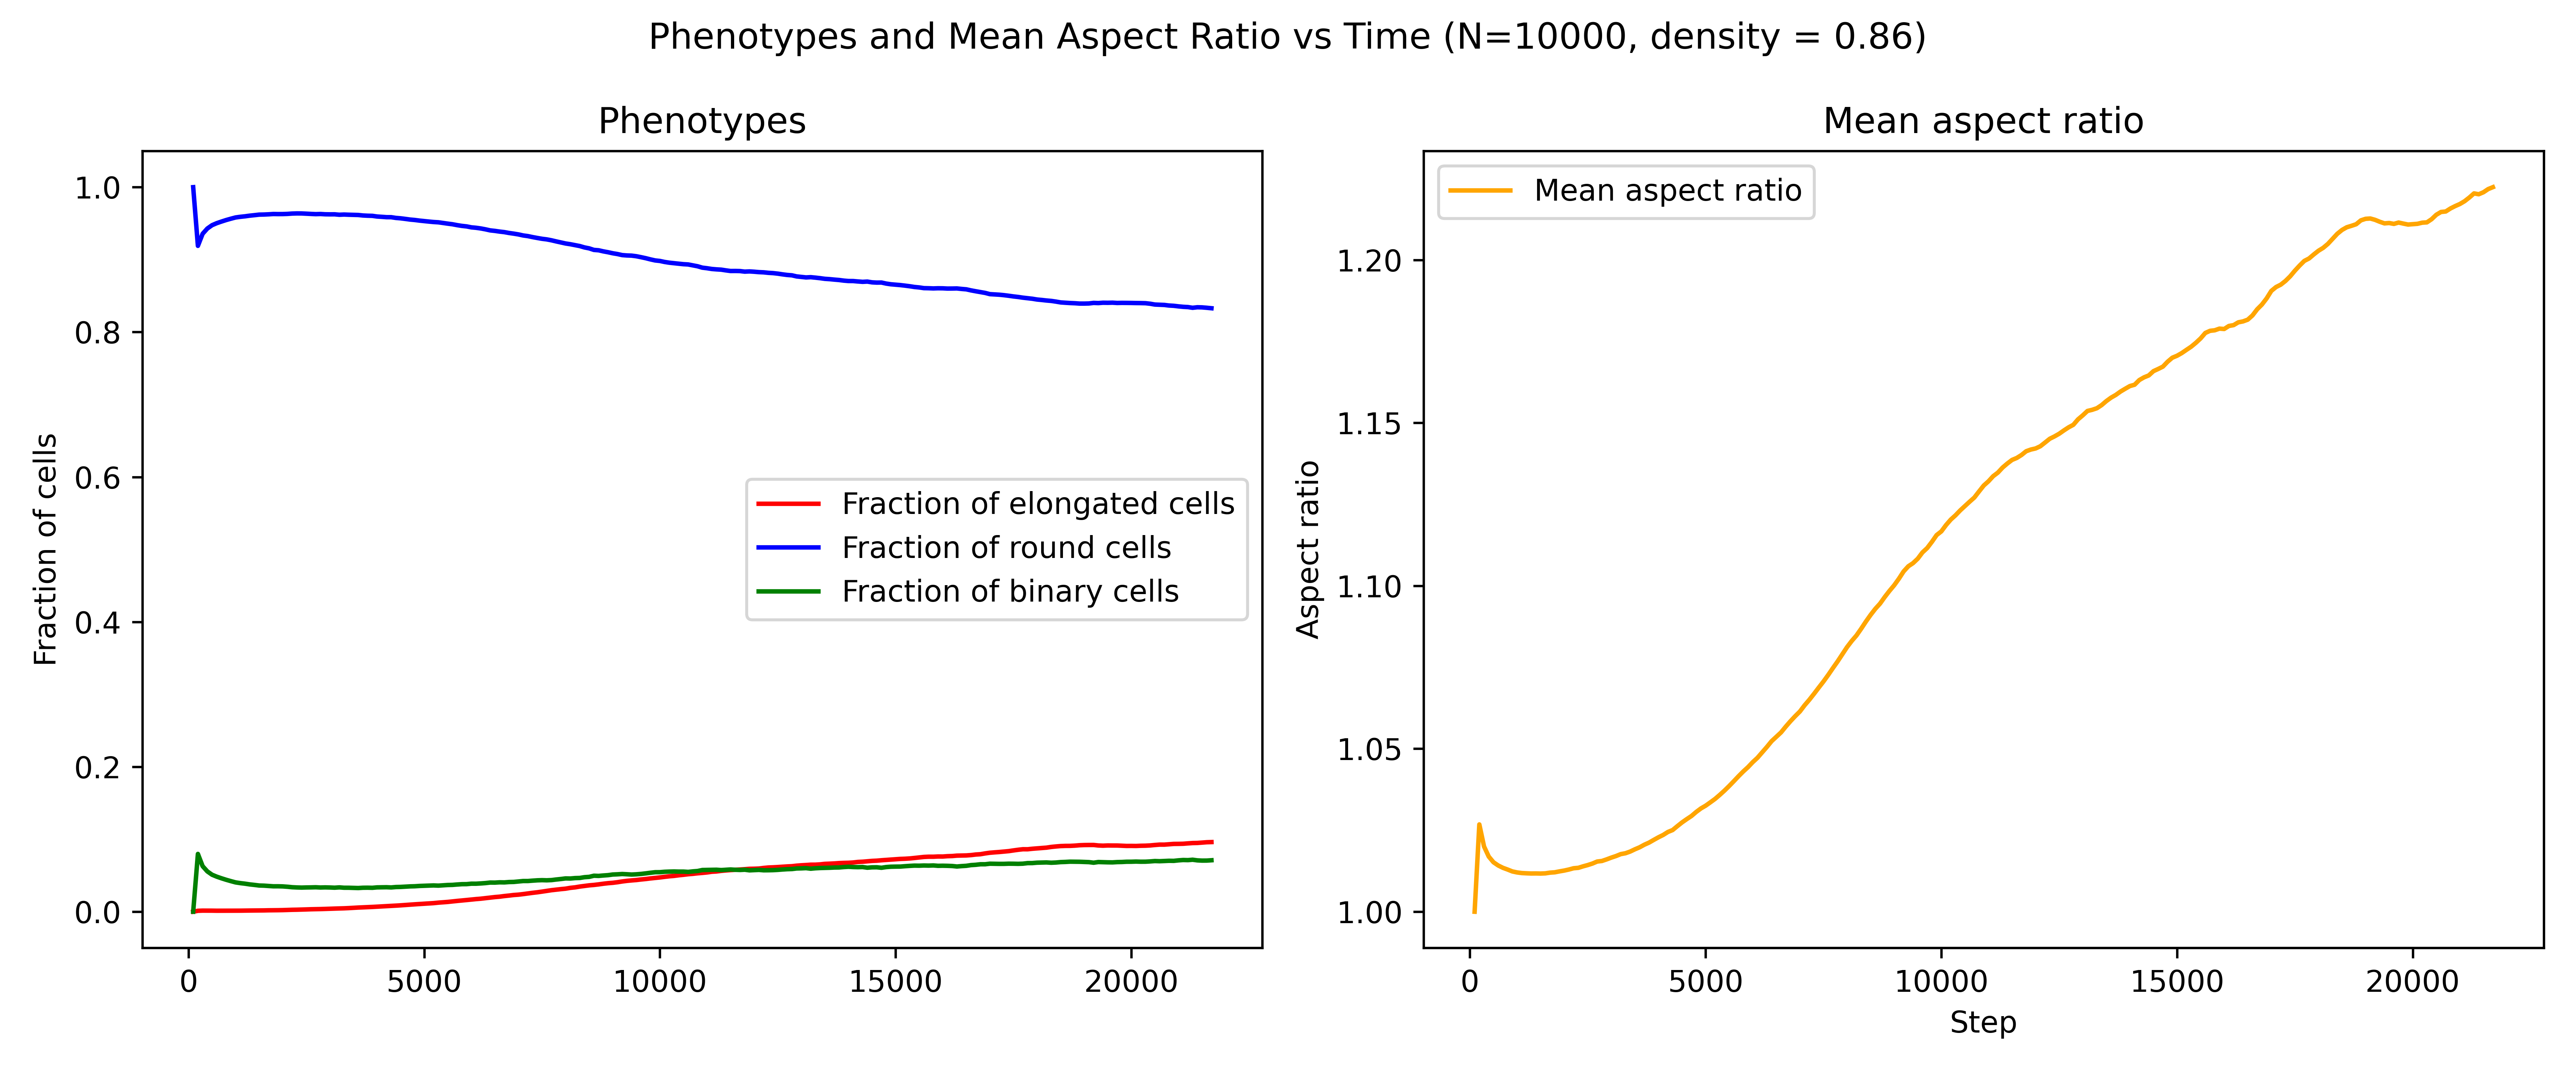 Phenotypes and Mean Aspect Ratio vs Time (N=10000, density = 0.86)
Phenotypes
Fraction of cells
1.0
0.8
0.6
0.4
0.2
0.0
0
5000
10000
15000
20000
Fraction of elongated cells
Fraction of round cells
Fraction of binary cells
Mean aspect ratio
Mean aspect ratio
Aspect ratio
1.20
1.15
1.10
1.05
1.00
0
5000
10000
15000
20000
Step